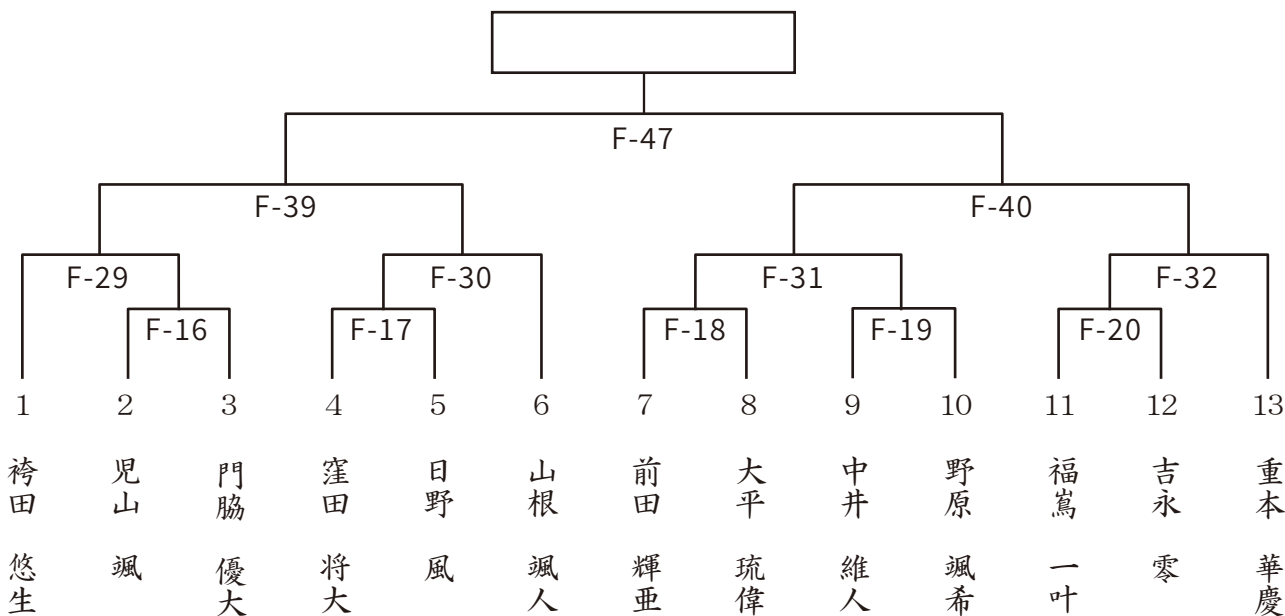 F-47
F-39 F-40
F-29 F-30 F-31 F-32
F-16 F-17 F-18 F-19 F-20
1 2 3 4 5 6 7 8 9 10 11 12 13
袴田 悠生
児山 颯
門脇 優大
窪田 将大
日野 風
山根 颯人
前田 輝亜
大平 琉偉
中井 維人
野原 颯希
福嶌 一叶
吉永 零
重本 華慶